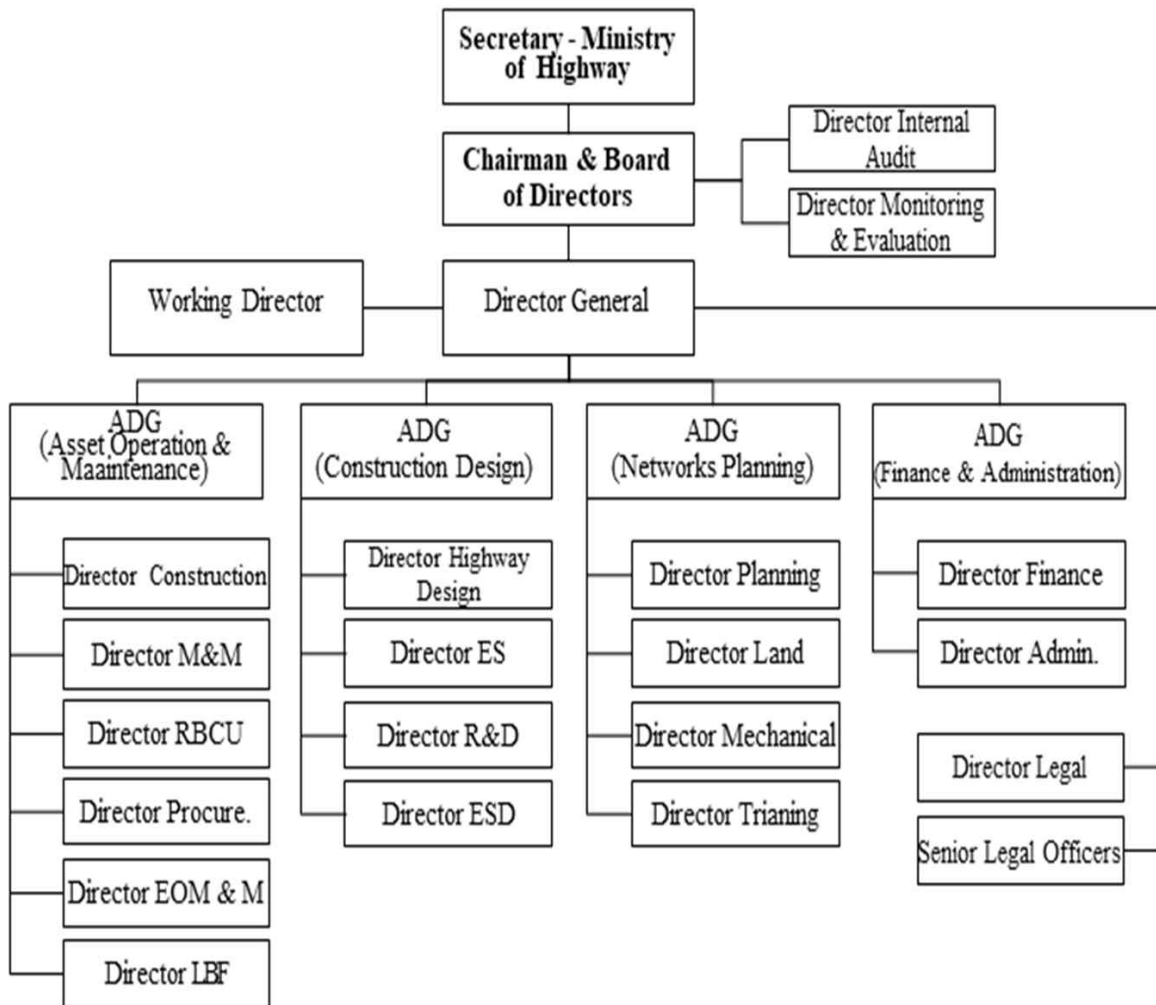 Secretary - Ministry
of Highway
Chairman & Board
of Directors
Director Internal
Audit
Director Monitoring
& Evaluation
Working Director
Director General
ADG
(Asset Operation &
Maaintenance)
ADG
(Construction Design)
ADG
(Networks Planning)
ADG
(Finance & Administration)
Director Construction
Director M&M
Director RBCU
Director Procure.
Director EOM & M
Director LBF
Director Highway
Design
Director ES
Director R&D
Director ESD
Director Planning
Director Land
Director Mechanical
Director Trianing
Director Finance
Director Admin.
Director Legal
Senior Legal Officers